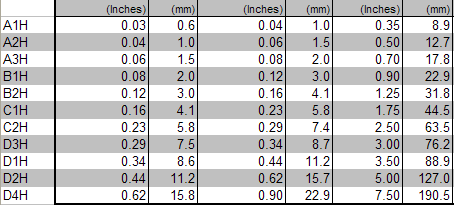 (Inches) (mm) (Inches) (mm) (Inches) (mm)
A1H 0.03 0.6 0.04 1.0 0.35 8.9
A2H 0.04 1.0 0.06 1.5 0.50 12.7
A3H 0.06 1.5 0.08 2.0 0.70 17.8
B1H 0.08 2.0 0.12 3.0 0.90 22.9
B2H 0.12 3.0 0.16 4.1 1.25 31.8
C1H 0.16 4.1 0.23 5.8 1.75 44.5
C2H 0.23 5.8 0.29 7.4 2.50 63.5
D3H 0.29 7.5 0.34 8.7 3.00 76.2
D1H 0.34 8.6 0.44 11.2 3.50 88.9
D2H 0.44 11.2 0.62 15.7 5.00 127.0
D4H 0.62 15.8 0.90 22.9 7.50 190.5